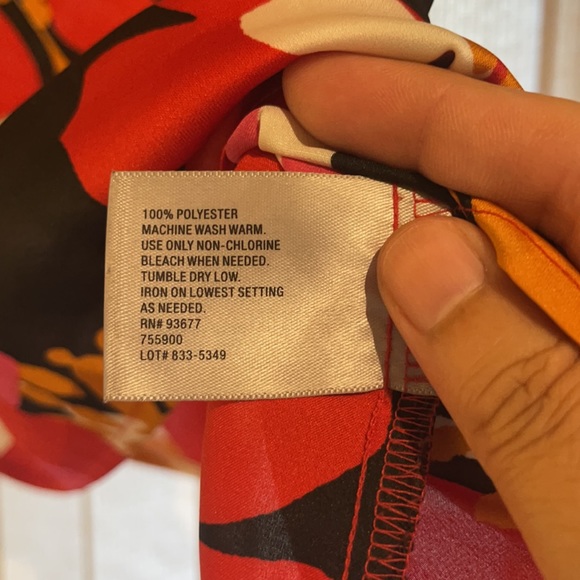 100% POLYESTER
MACHINE WASH WARM.
USE ONLY NON-CHLORINE
BLEACH WHEN NEEDED.
TUMBLE DRY LOW.
IRON ON LOWEST SETTING
AS NEEDED.
RN# 93677
755900
LOT# 833-5349